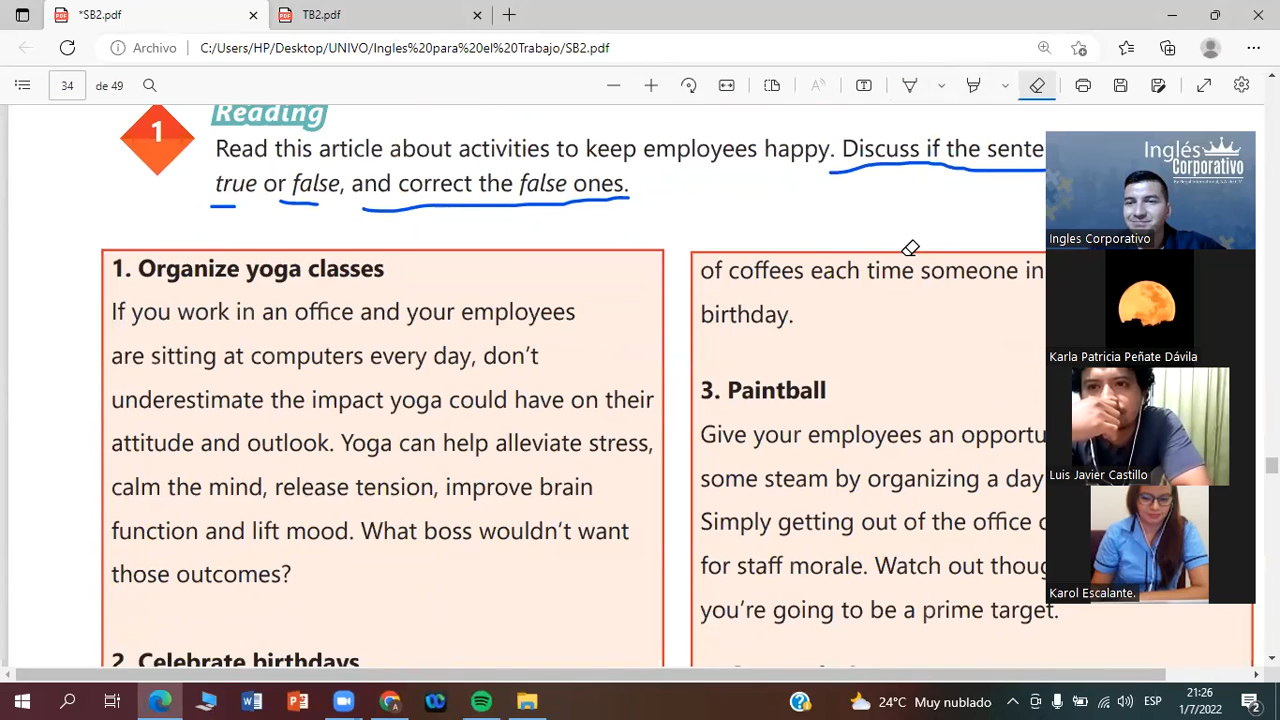 *SB2.pdf
TB2.pdf
Archivo
C:/Users/HP/Desktop/UNIVO/Ingles%20para%20el%20Trabajo/SB2.pdf
34
de 49
Reading
1
Read this article about activities to keep employees happy. Discuss if the sente
true or false, and correct the false ones.
1. Organize yoga classes
If you work in an office and your employees
are sitting at computers every day, don't
underestimate the impact yoga could have on their
attitude and outlook. Yoga can help alleviate stress,
calm the mind, release tension, improve brain
function and lift mood. What boss wouldn't want
those outcomes?
2. Celebrate birthdays
of coffees each time someone in
birthday.
3. Paintball
Give your employees an opportu
some steam by organizing a day
Simply getting out of the office c
for staff morale. Watch out thoug
you're going to be a prime target.
Inglés
Corporativo
Ingles Corporativo
Karla Patricia Peñate Dávila
Luis Javier Castillo
Karol Escalante.
24°C Muy nublado
ESP
21:26
1/7/2022
2